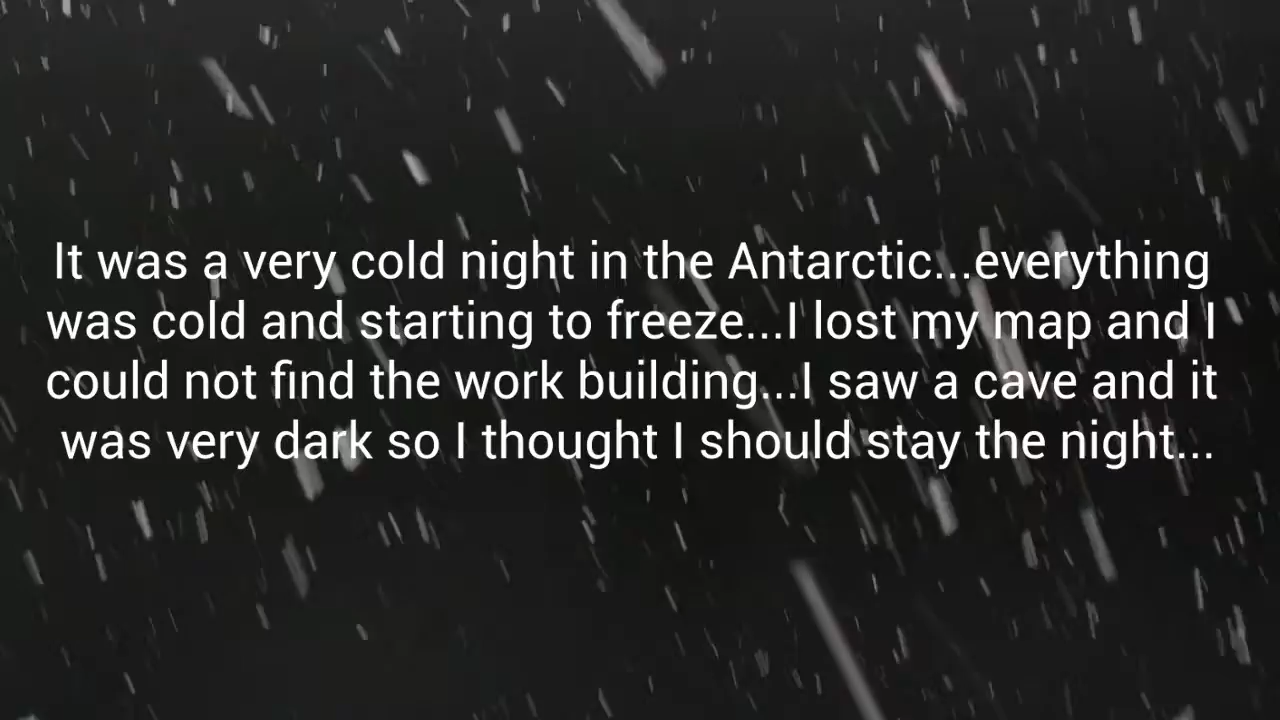 It was a very cold night in the Antarctic...everything
was cold and starting to freeze...I lost my map and I
could not find the work building...I saw a cave and it
was very dark so I thought I should stay the night...